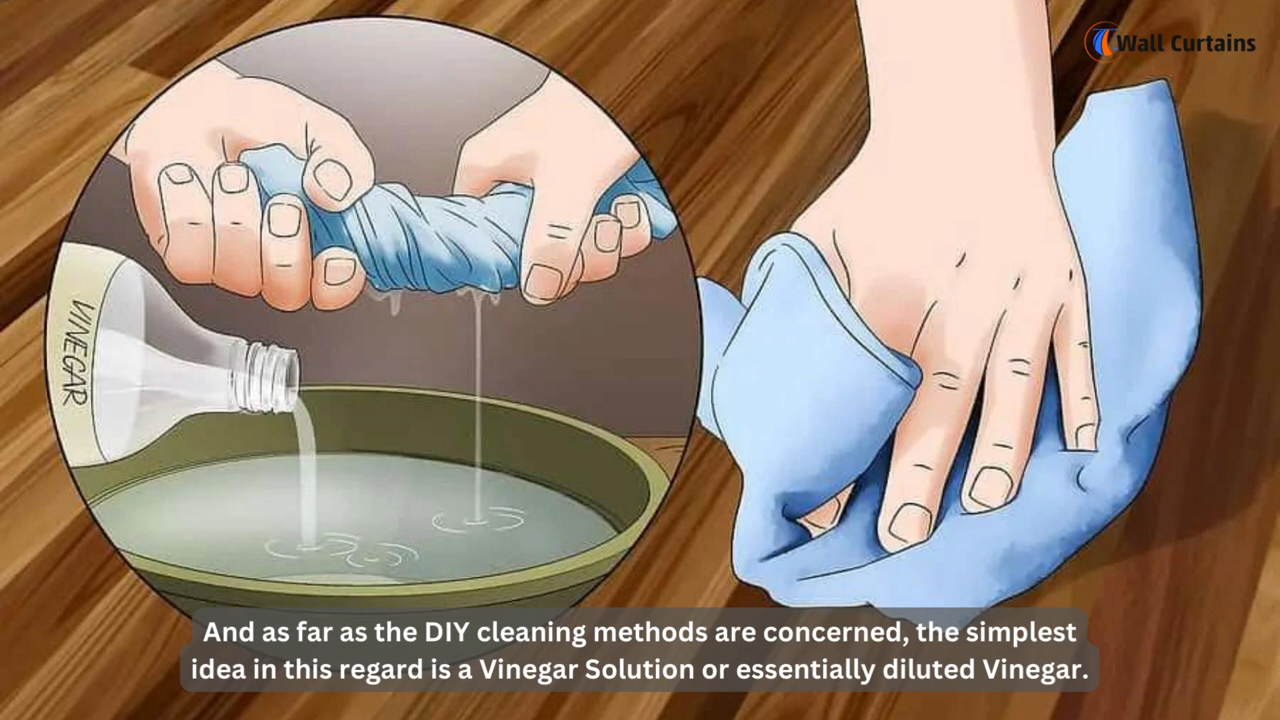 Wall Curtains
VINEGAR
And as far as the DIY cleaning methods are concerned, the simplest
idea in this regard is a Vinegar Solution or essentially diluted Vinegar.